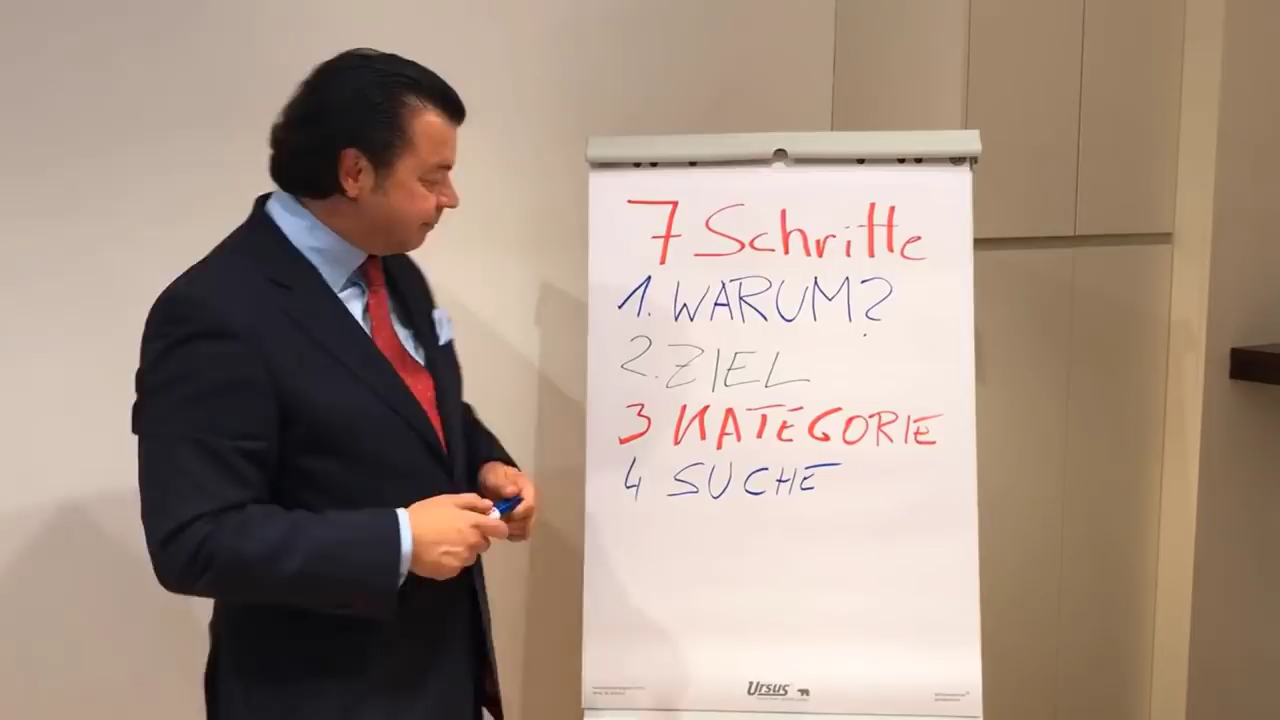 7 Schritte
1. WARUM?
2. ZIEL
3 KATEGORIE
4 SUCHE
URSUS